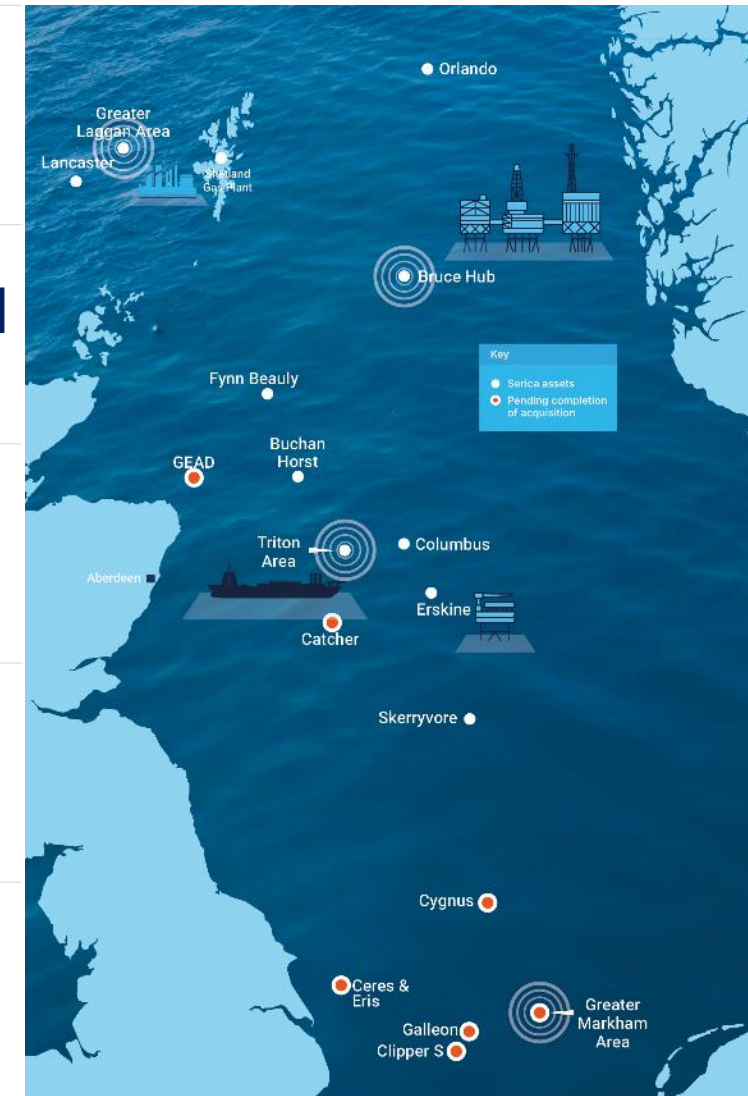 Orlando
Greater
Laggan Area
Lancaster
Shetland
Gas Plant
Bruce Hub
Key
Serica assets
Pending completion
of acquisition
Fynn Beauly
Buchan
Horst
GEAD
Triton
Area
Columbus
Aberdeen
Erskine
Catcher
Skerryvore
Cygnus
Ceres &
Eris
Greater
Markham
Area
Galleon
Clipper S